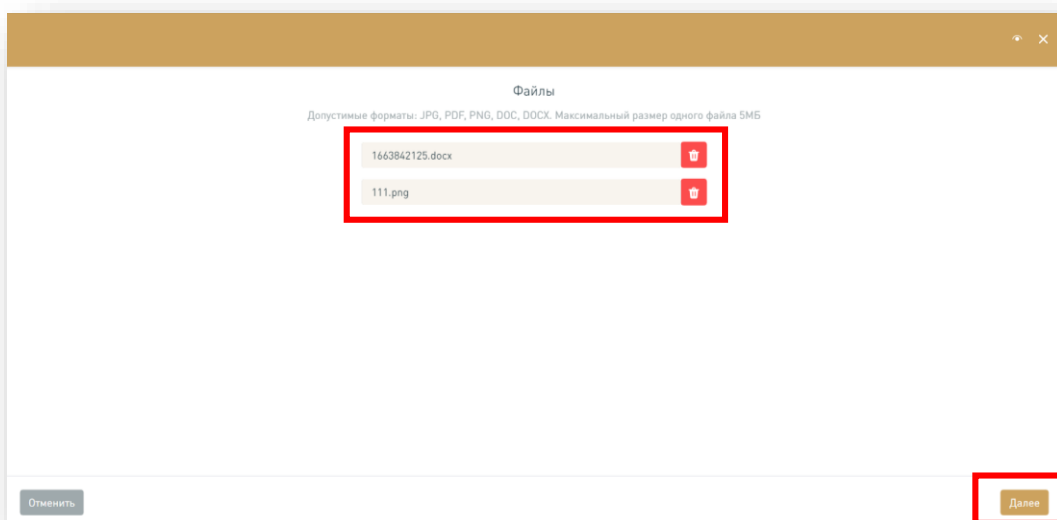 Файлы
Допустимые форматы: JPG, PDF, PNG, DOC, DOCX. Максимальный размер одного файла 5МБ
1663842125.docx
111.png
Отменить
Далее